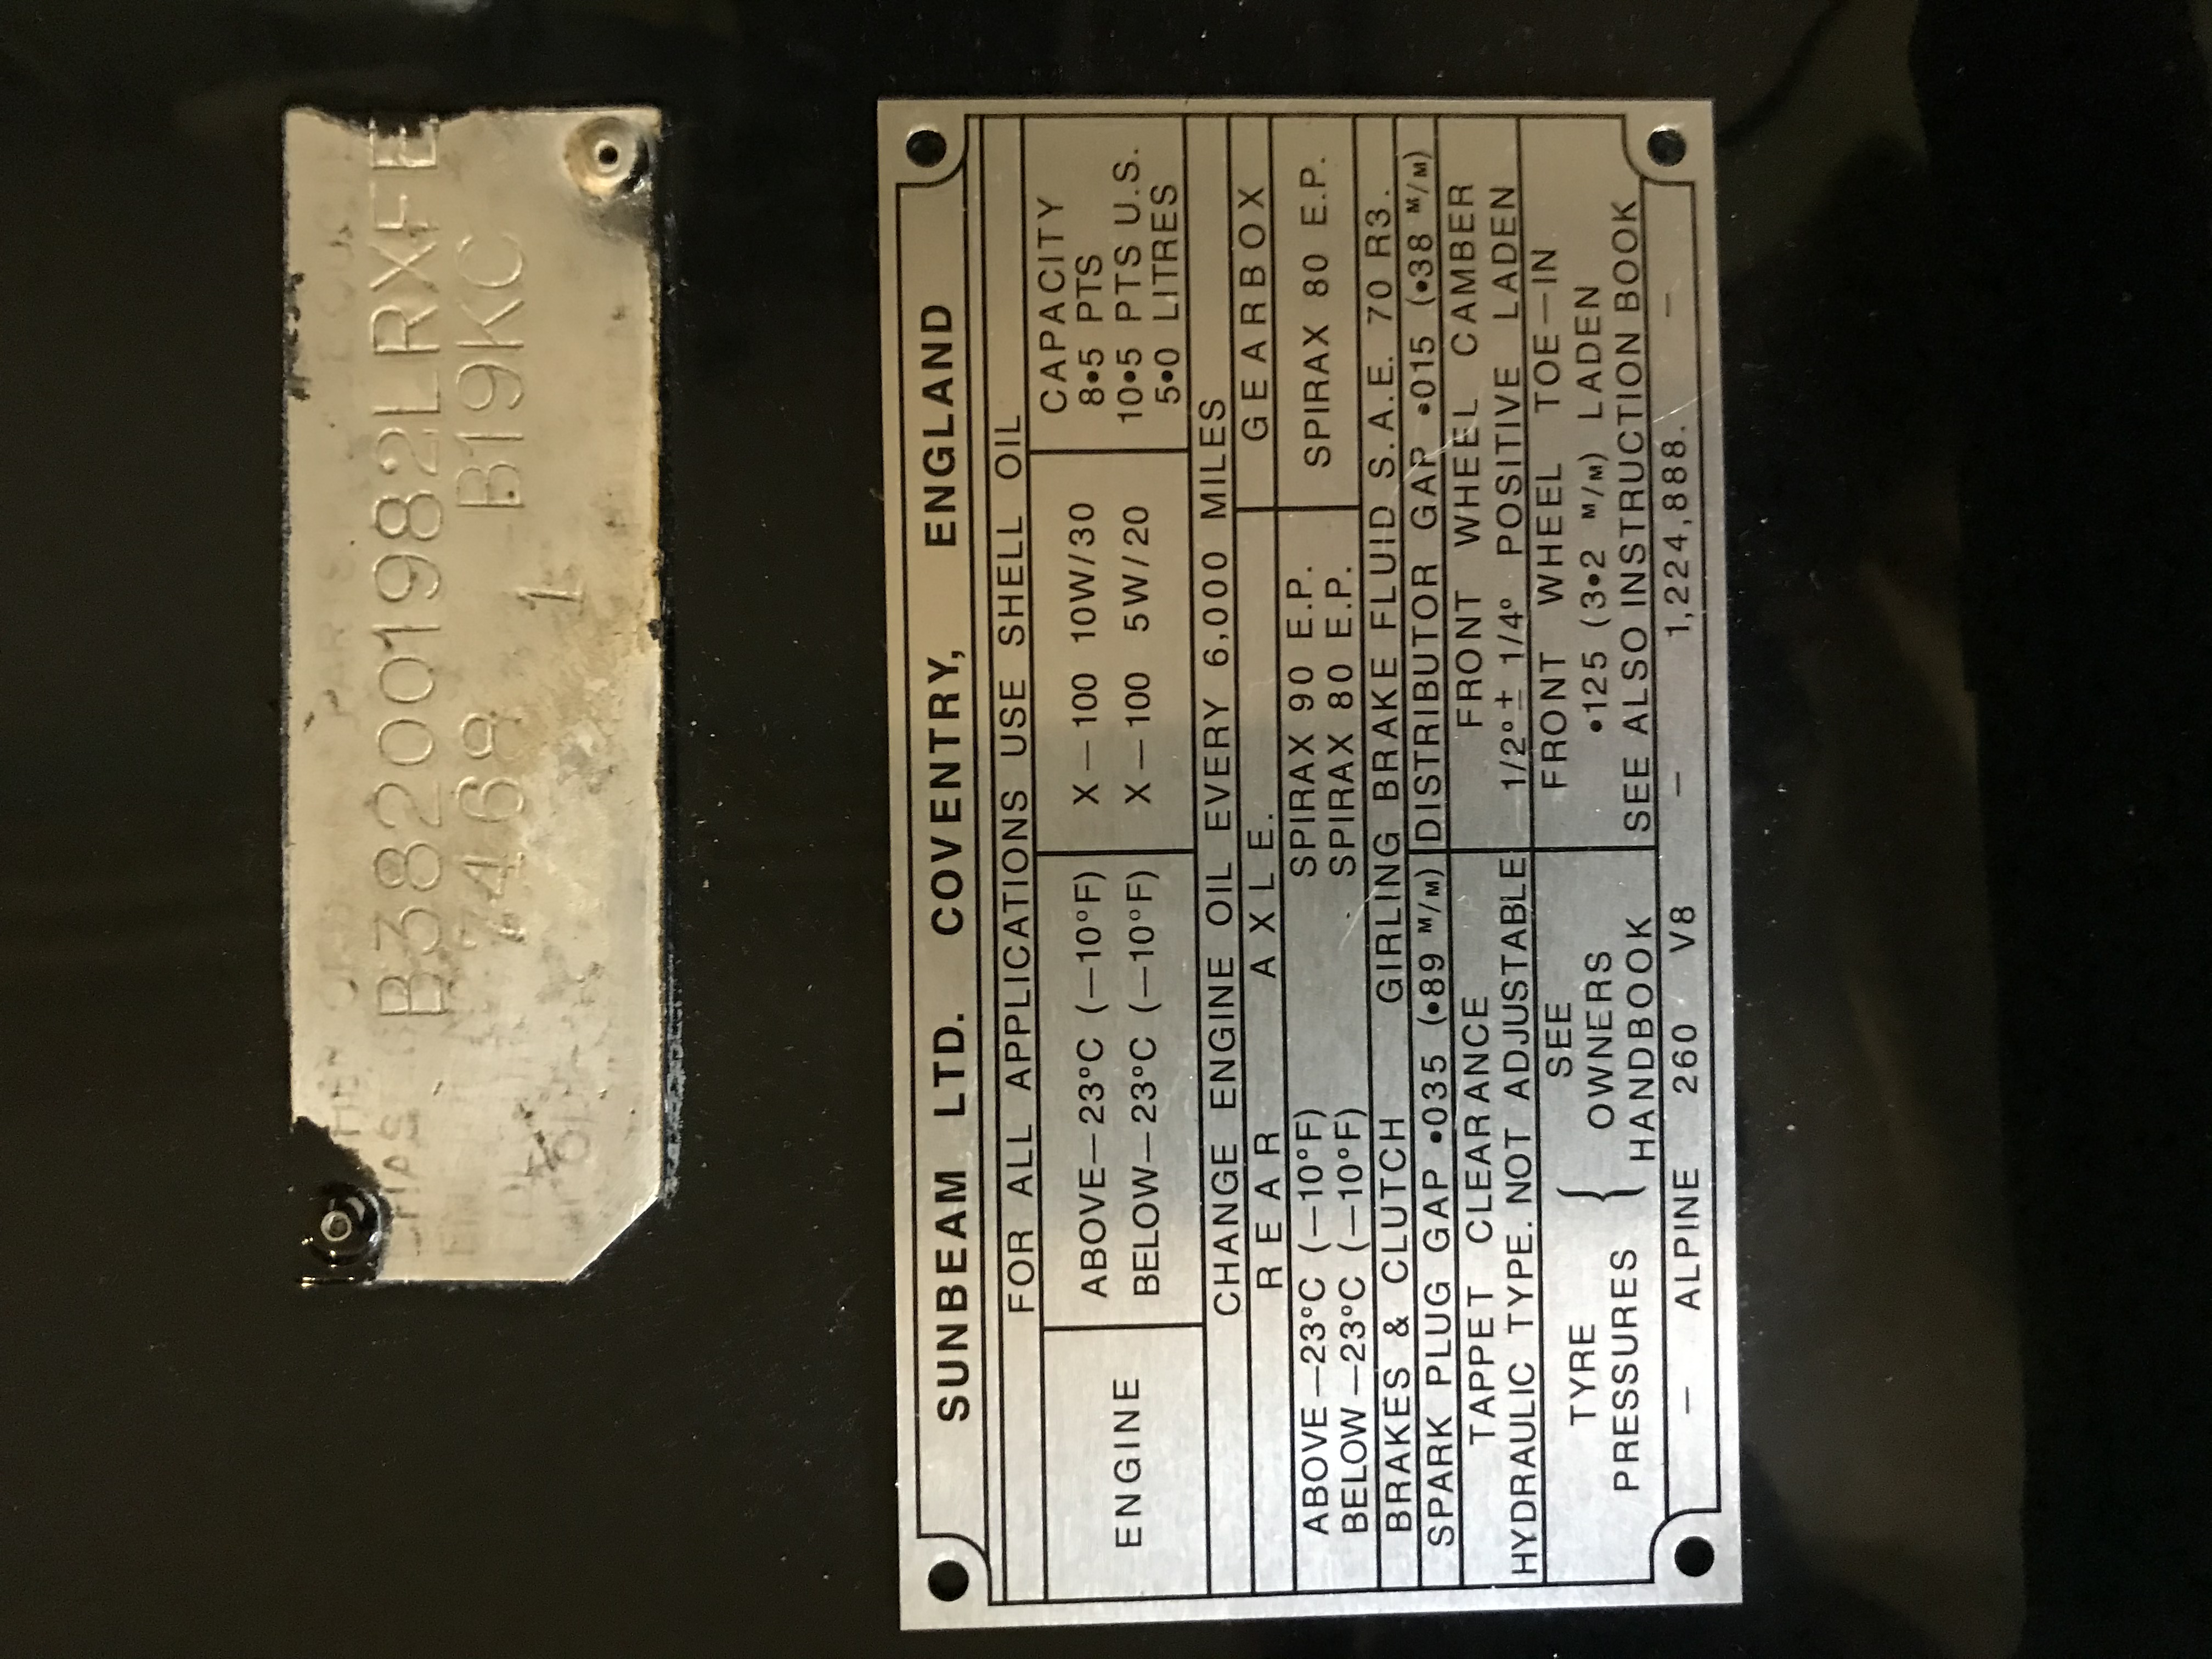 B382001982LRXFE
7468 B19KC
1
SUNBEAM LTD. COVENTRY, ENGLAND
FOR ALL APPLICATIONS USE SHELL OIL
ENGINE
ABOVE—23°C (—10°F)
BELOW—23°C (—10°F)
X—100 10W/30
X—100 5W/20
CAPACITY
8•5 PTS
10•5 PTS U.S.
5•0 LITRES
CHANGE ENGINE OIL EVERY 6,000 MILES
REAR AXLE.
GEARBOX
ABOVE—23°C (—10°F) SPIRAX 90 E.P.
BELOW—23°C (—10°F) SPIRAX 80 E.P.
SPIRAX 80 E.P.
BRAKES & CLUTCH GIRLING BRAKE FLUID S.A.E. 70 R3.
SPARK PLUG GAP •035 (•89 M/M)
DISTRIBUTOR GAP •015 (•38 M/M)
TAPPET CLEARANCE
HYDRAULIC TYPE. NOT ADJUSTABLE
FRONT WHEEL CAMBER
1/2° ± 1/4° POSITIVE LADEN
TYRE
PRESSURES
{ SEE
OWNERS
HANDBOOK
FRONT WHEEL TOE—IN
•125 (3•2 M/M) LADEN
SEE ALSO INSTRUCTION BOOK
— ALPINE 260 V8 — 1,224,888. —